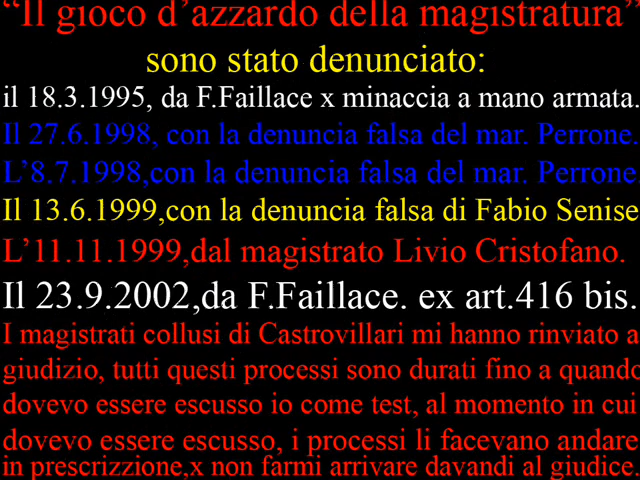 “Il gioco d’azzardo della magistratura”
sono stato denunciato:
il 18.3.1995, da F.Faillace x minaccia a mano armata.
Il 27.6.1998, con la denuncia falsa del mar. Perrone.
L’8.7.1998,con la denuncia falsa del mar. Perrone.
Il 13.6.1999,con la denuncia falsa di Fabio Senise
L’11.11.1999,dal magistrato Livio Cristofano.
Il 23.9.2002,da F.Faillace. ex art.416 bis.
I magistrati collusi di Castrovillari mi hanno rinviato a
giudizio, tutti questi processi sono durati fino a quando
dovevo essere escusso io come test, al momento in cui
dovevo essere escusso, i processi li facevano andare
in prescrizzione,x non farmi arrivare davandi al giudice.